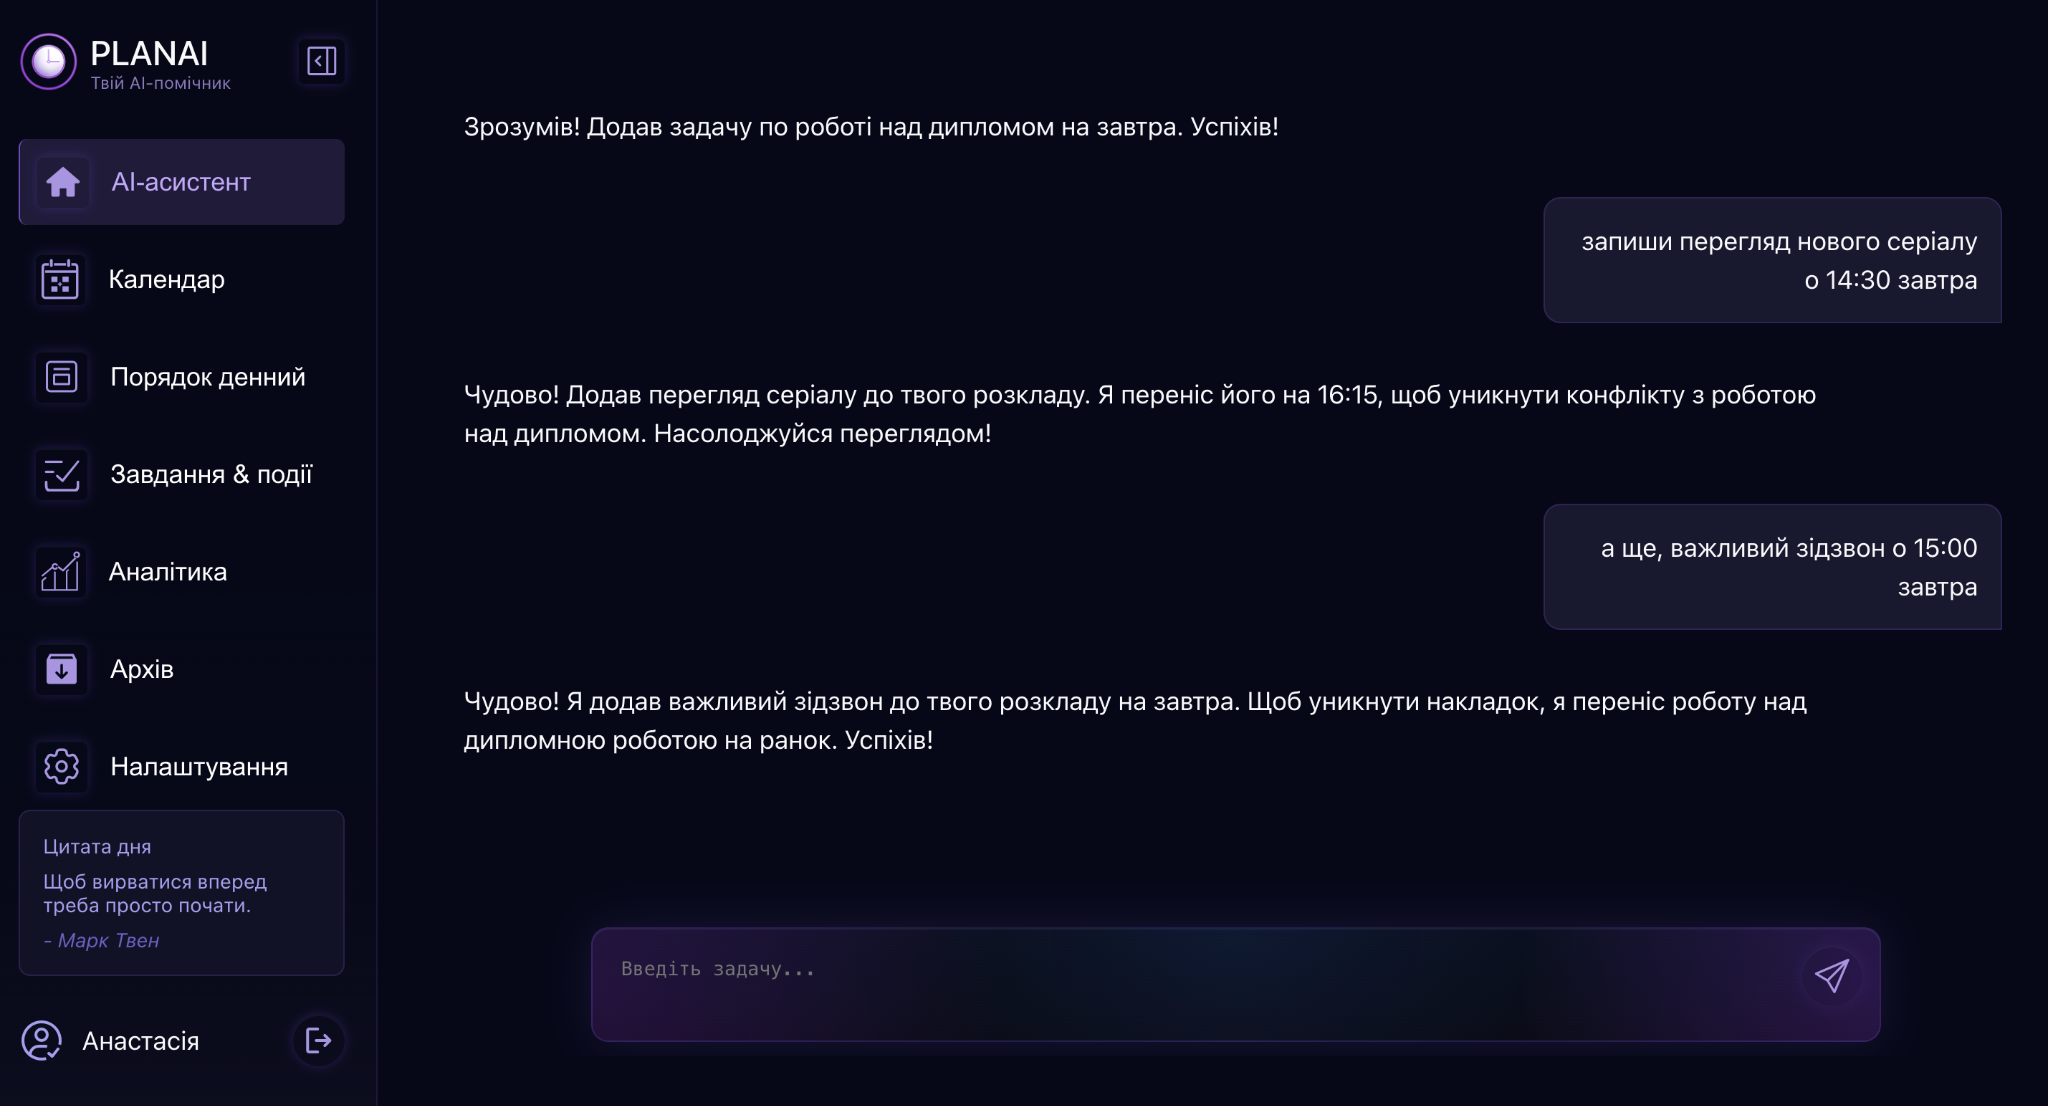 PLANAI
Твій AI-помічник
AI-асистент
Календар
Порядок денний
Завдання & події
Аналітика
Архів
Налаштування
Цитата дня
Щоб вирватися вперед
треба просто почати.
- Марк Твен
Анастасія
Зрозумів! Додав задачу по роботі над дипломом на завтра. Успіхів!
запиши перегляд нового серіалу
о 14:30 завтра
Чудово! Додав перегляд серіалу до твого розкладу. Я переніс його на 16:15, щоб уникнути конфлікту з роботою
над дипломом. Насолоджуйся переглядом!
а ще, важливий зідзвон о 15:00
завтра
Чудово! Я додав важливий зідзвон до твого розкладу на завтра. Щоб уникнути накладок, я переніс роботу над
дипломною роботою на ранок. Успіхів!
Введіть задачу...